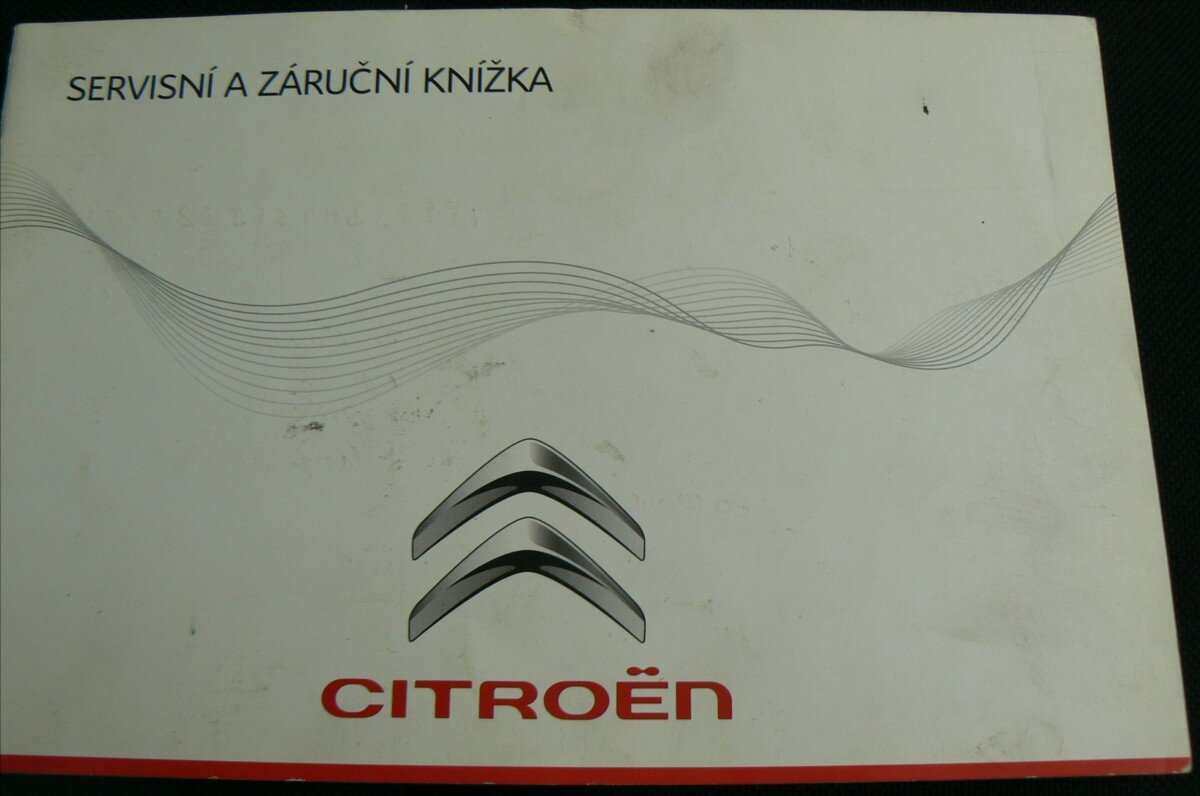 SERVISNÍ A ZÁRUČNÍ KNÍŽKA
CITROËN